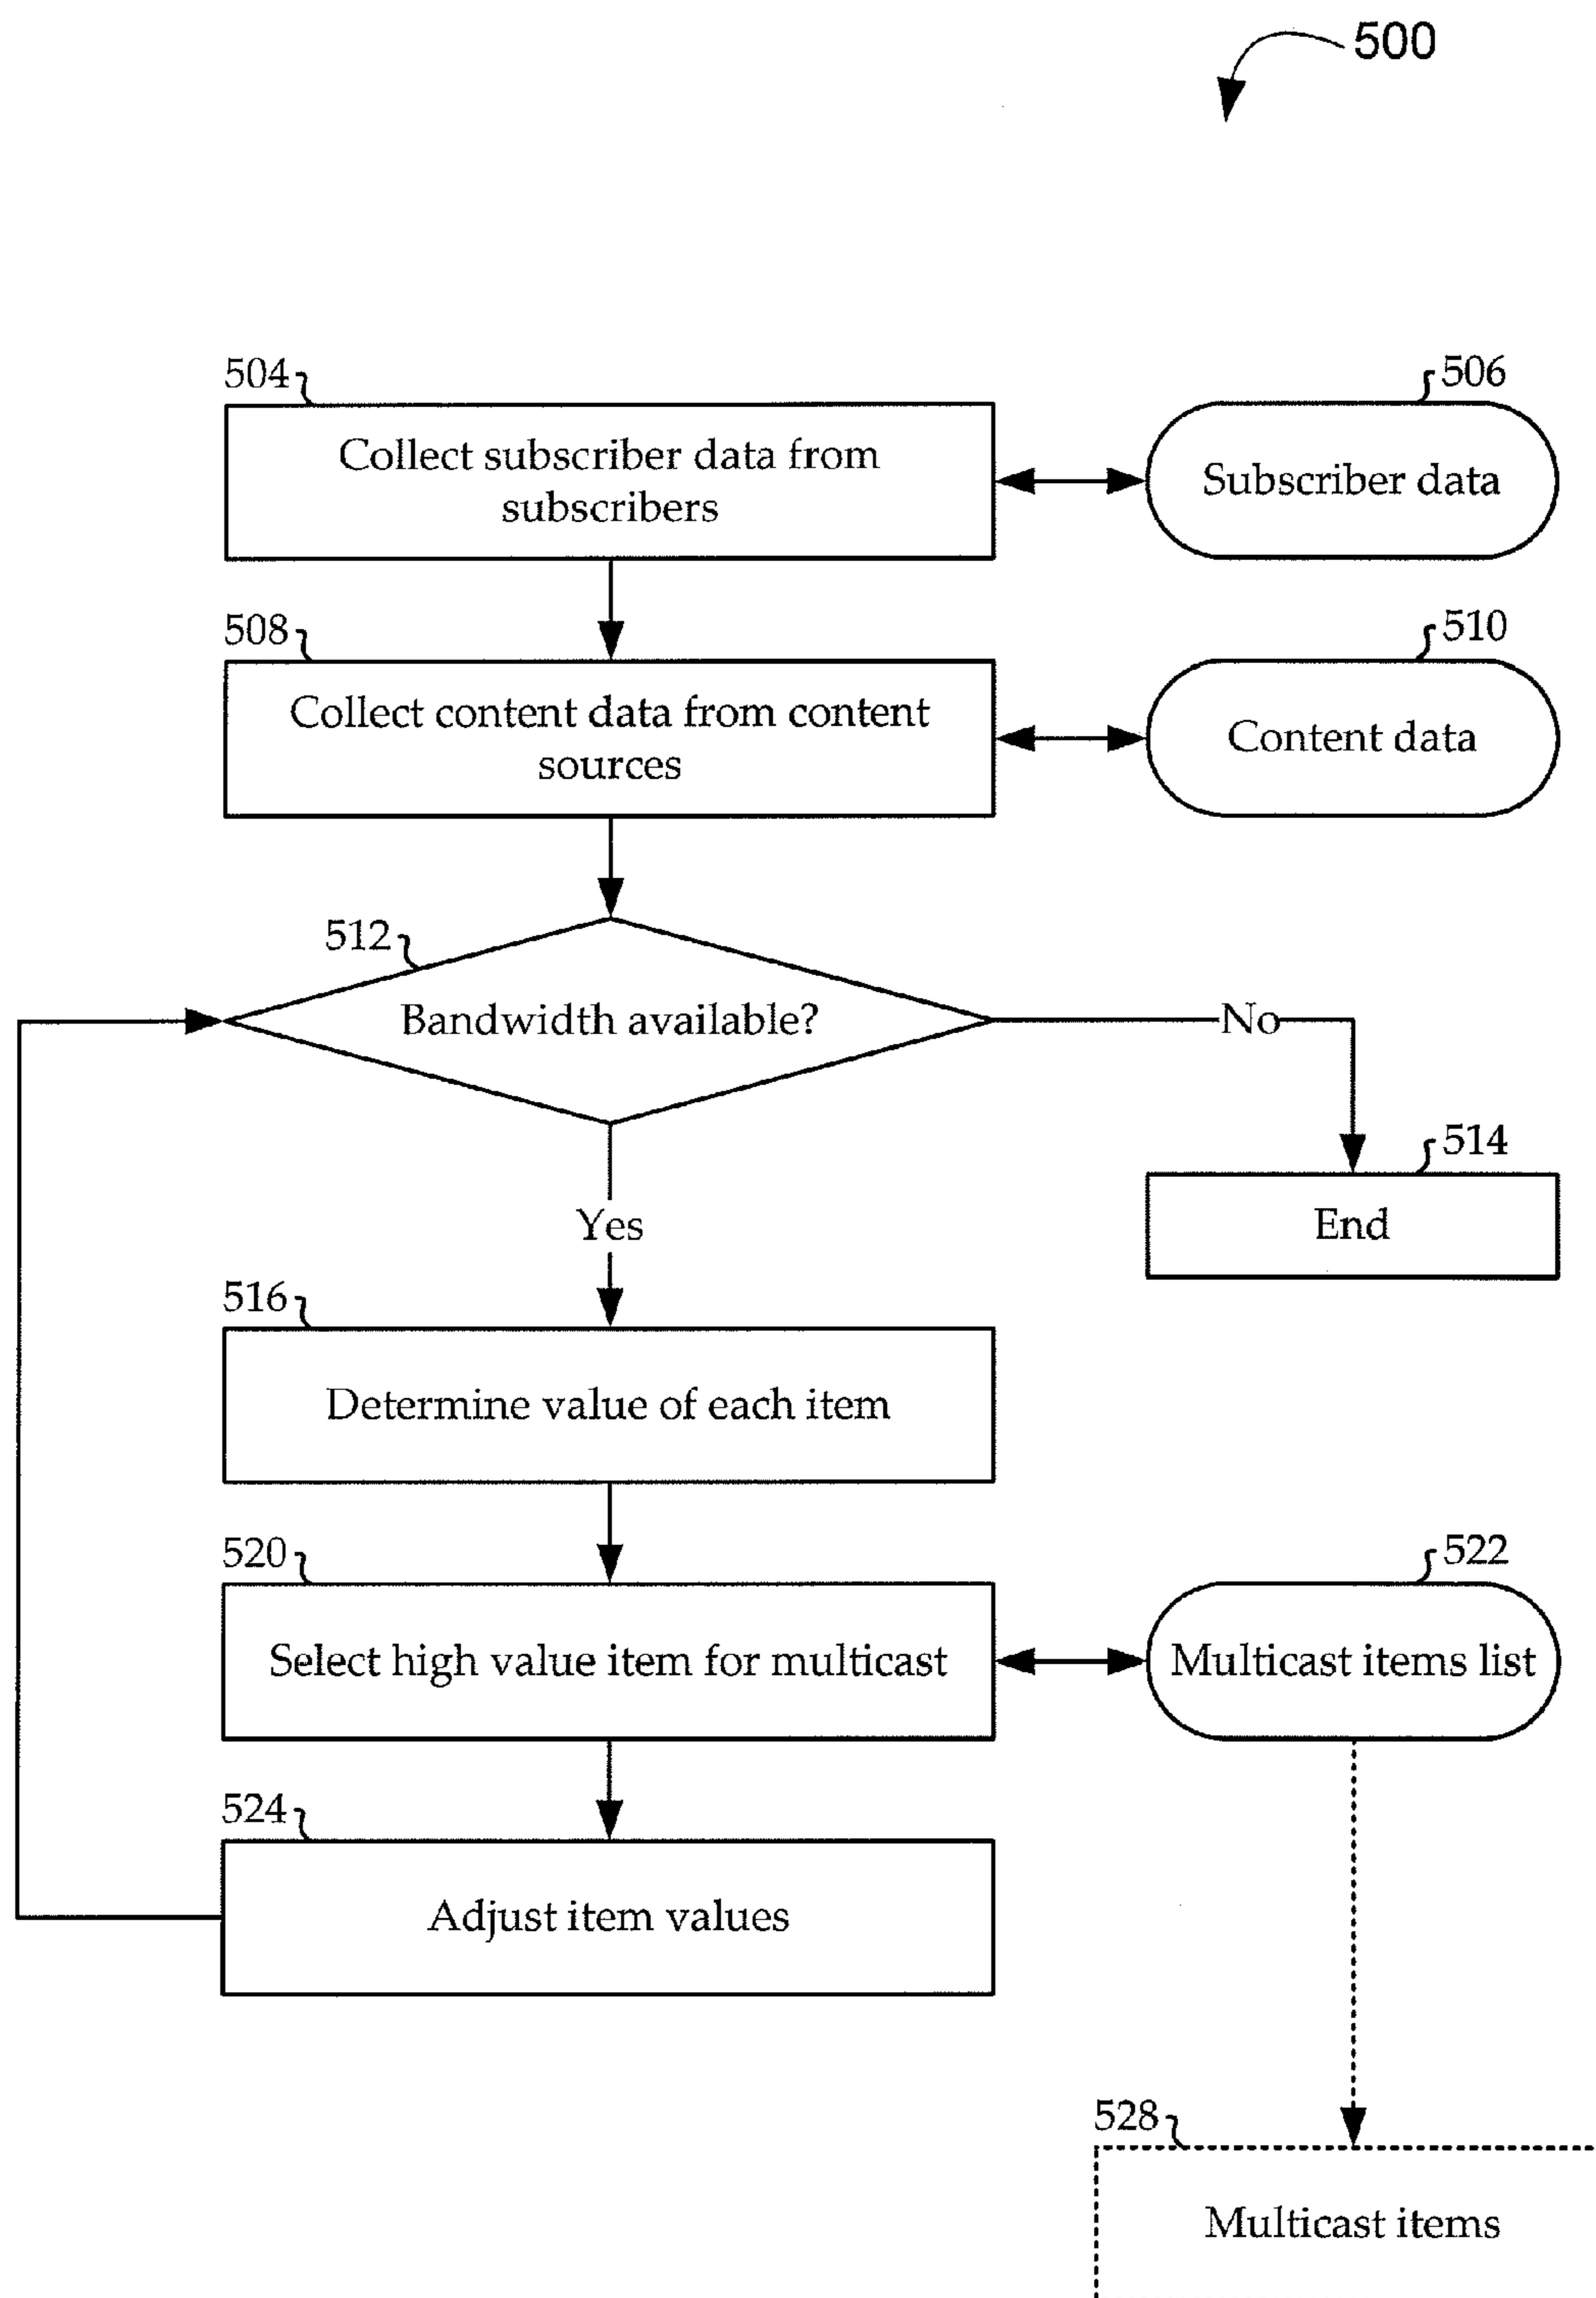 500
504
Collect subscriber data from
subscribers
506
Subscriber data
508
Collect content data from content
sources
510
Content data
512
Bandwidth available?
No
514
End
Yes
516
Determine value of each item
520
Select high value item for multicast
522
Multicast items list
524
Adjust item values
528
Multicast items